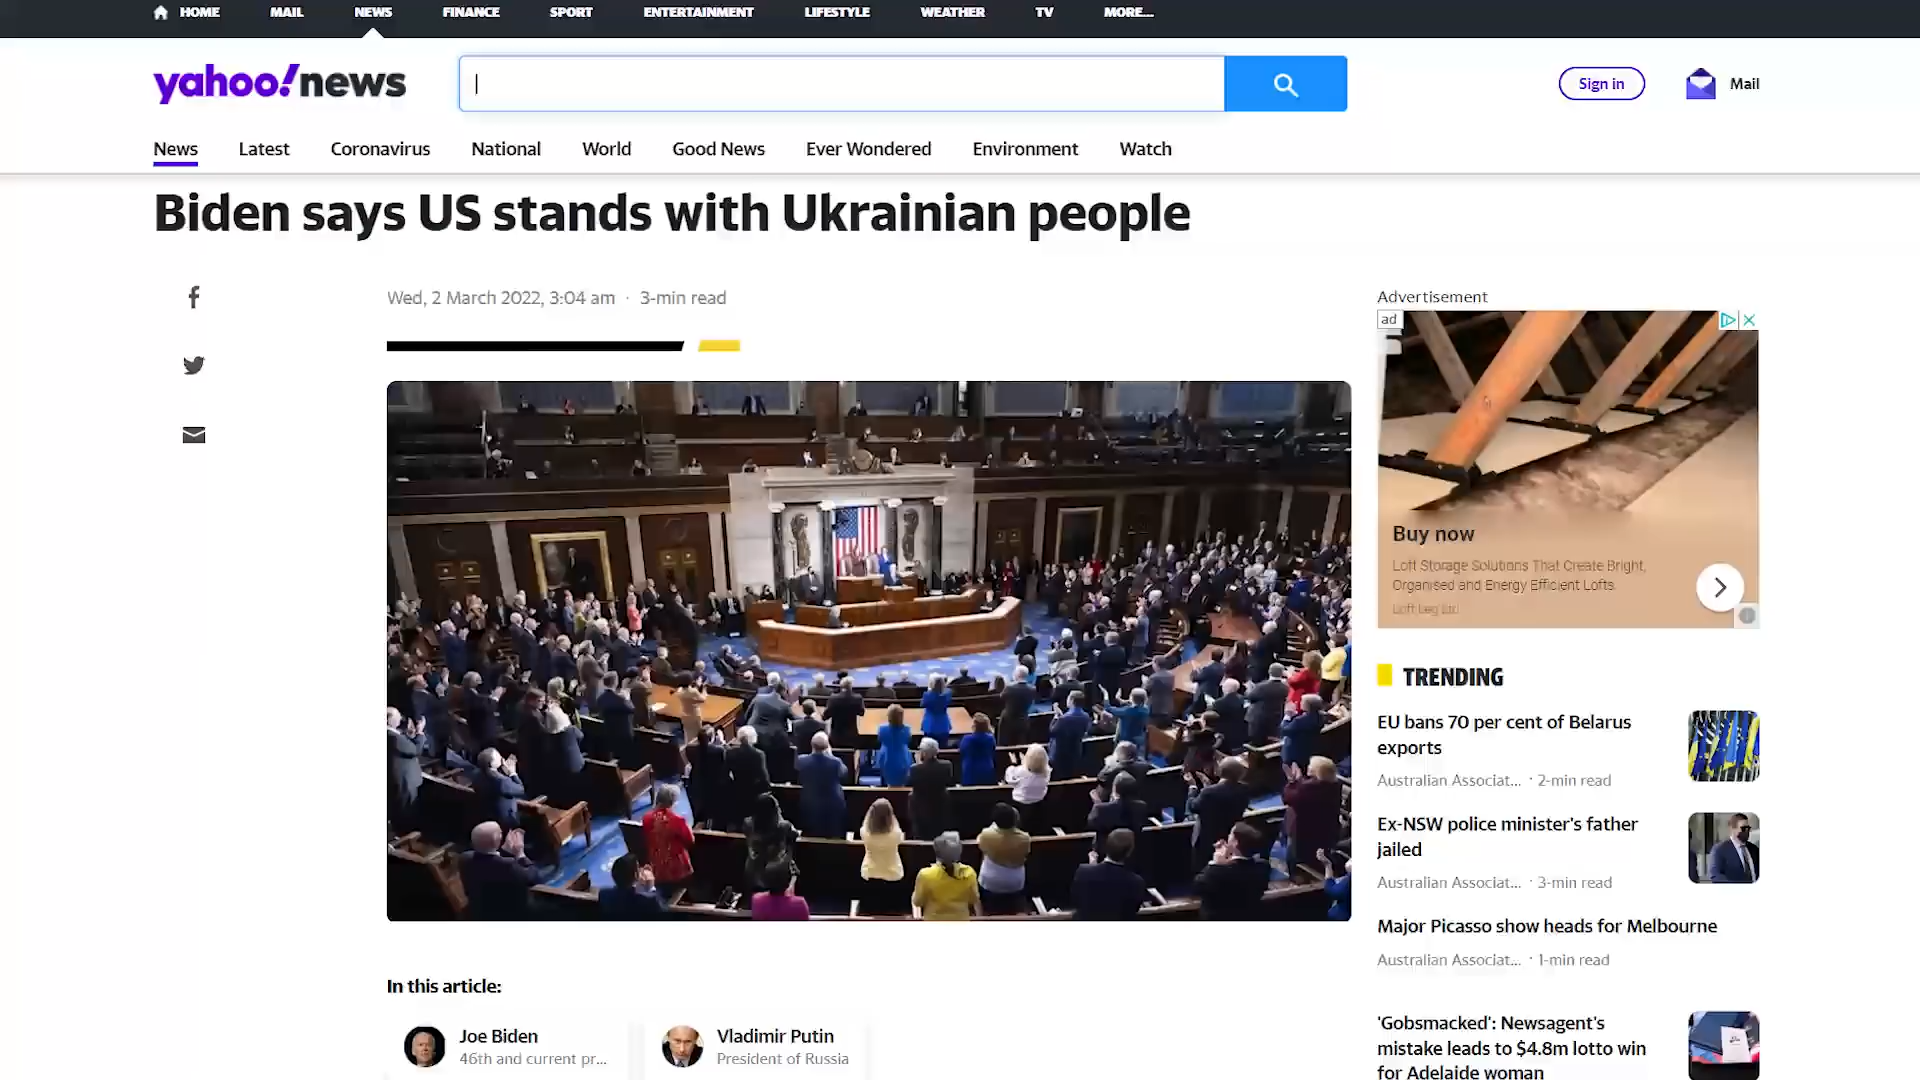 HOME MAIL NEWS FINANCE SPORT ENTERTAINMENT LIFESTYLE WEATHER TV MORE...
yahoo!news
Sign in
Mail
News Latest Coronavirus National World Good News Ever Wondered Environment Watch
Biden says US stands with Ukrainian people
Wed, 2 March 2022, 3:04 am · 3-min read
Advertisement
ad
Buy now
Loft Storage Solutions That Create Bright,
Organised and Energy Efficient Lofts.
Loft Leg Ltd
TRENDING
EU bans 70 per cent of Belarus
exports
Australian Associat... · 2-min read
Ex-NSW police minister's father
jailed
Australian Associat... · 3-min read
Major Picasso show heads for Melbourne
Australian Associat... · 1-min read
'Gobsmacked': Newsagent's
mistake leads to $4.8m lotto win
for Adelaide woman
In this article:
Joe Biden
46th and current pr...
Vladimir Putin
President of Russia